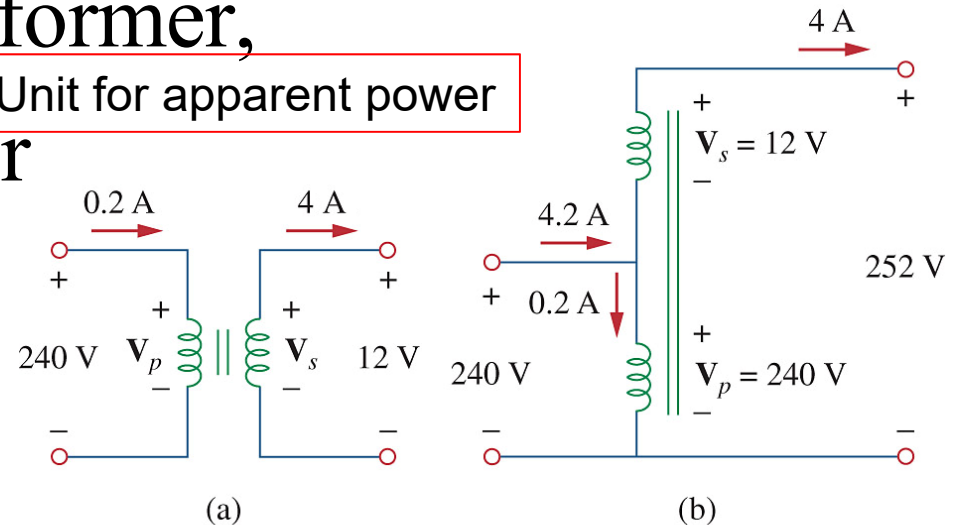 former,
Unit for apparent power
r
0.2 A
4 A
+
+
240 V
+
V_p
−
+
V_s
−
12 V
−
−
(a)
4 A
+
+
V_s = 12 V
−
4.2 A
+
0.2 A
252 V
240 V
+
V_p = 240 V
−
−
−
(b)